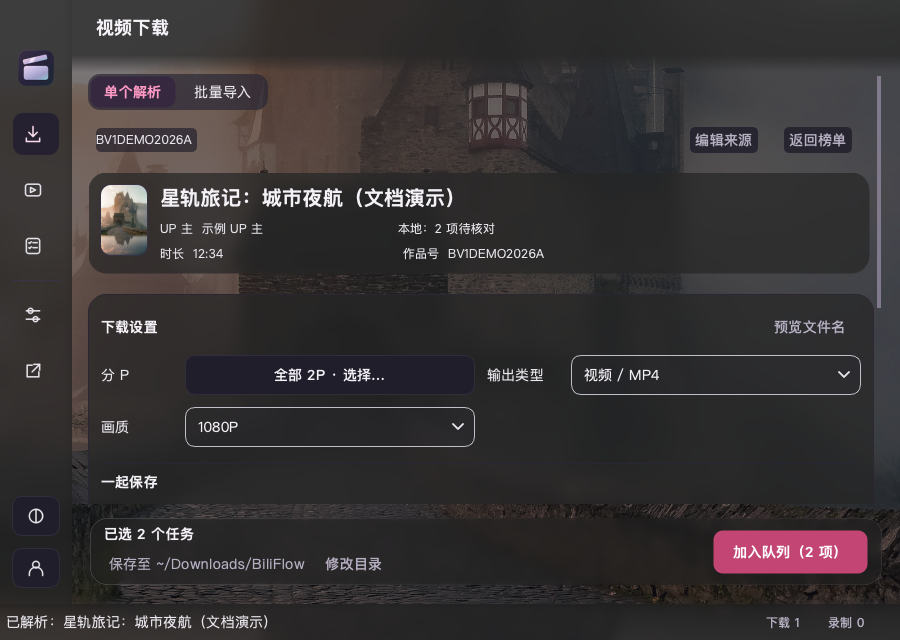 视频下载
单个解析 批量导入
BV1DEMO2026A 编辑来源 返回榜单
星轨旅记：城市夜航（文档演示）
UP 主 示例 UP 主 本地：2 项待核对
时长 12:34 作品号 BV1DEMO2026A
下载设置 预览文件名
分 P 全部 2P · 选择... 输出类型 视频 / MP4
画质 1080P
一起保存
已选 2 个任务
保存至 ~/Downloads/BiliFlow 修改目录
加入队列（2 项）
已解析：星轨旅记：城市夜航（文档演示） 下载 1 录制 0